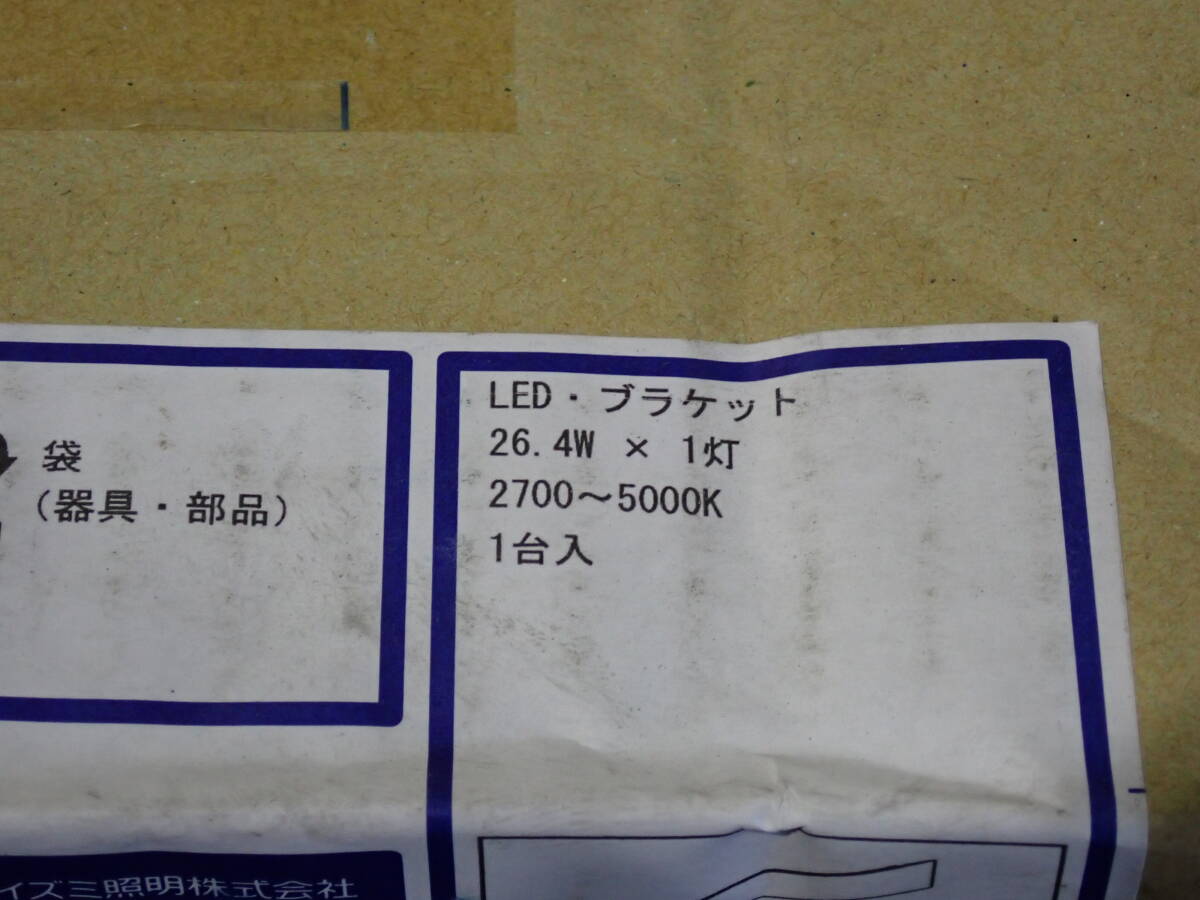 袋
(器具・部品)
LED・ブラケット
26.4W × 1灯
2700～5000K
1台入
イズミ照明株式会社